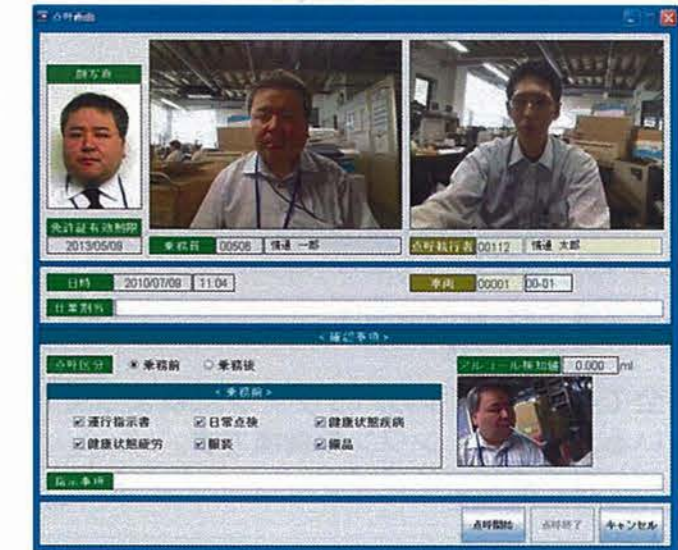 点呼画面
顔写真
免許証有効期限
2013/05/09
乗務員 00506 情通 一郎
点呼執行者 00112 情通 太郎
日時 2010/07/09 11:04
車両 00001 00-01
仕業割当
<確認事項>
点呼区分 乗務前 乗務後
アルコール検知値 0.000 ml
<乗務前>
運行指示書 日常点検 健康状態疾病
健康状態疲労 服装 備品
指示事項
点呼開始 点呼終了 キャンセル